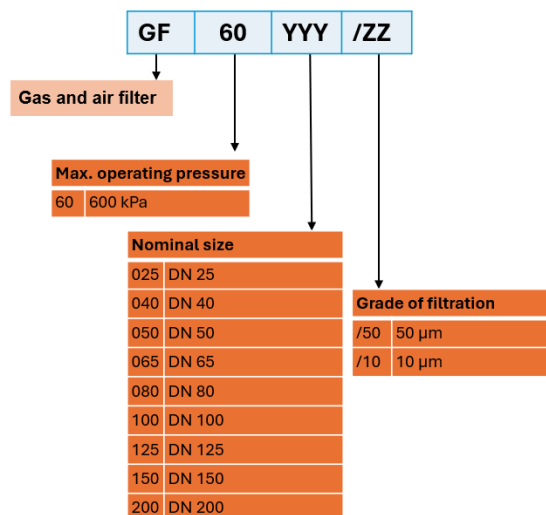 GF 60 YYY /ZZ
Gas and air filter
Max. operating pressure
60 600 kPa
Nominal size
025 DN 25
040 DN 40
050 DN 50
065 DN 65
080 DN 80
100 DN 100
125 DN 125
150 DN 150
200 DN 200
Grade of filtration
/50 50 µm
/10 10 µm